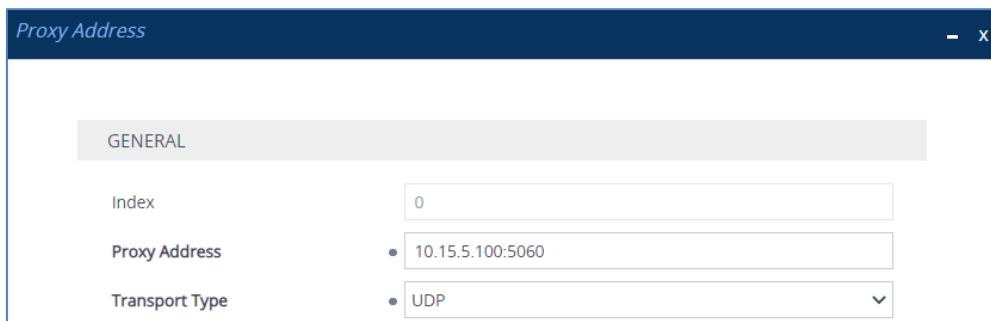 Proxy Address
– x
GENERAL
Index 0
Proxy Address 10.15.5.100:5060
Transport Type UDP